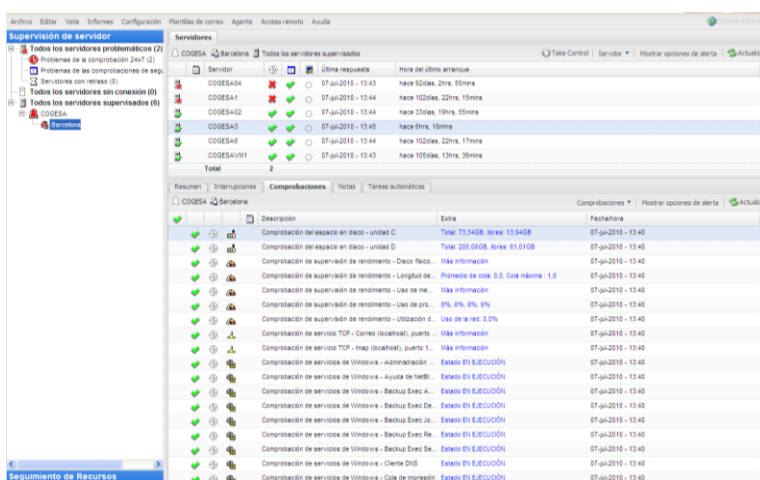 Archivo Editar Vista Informes Configuración Plantillas de correo Agente Acceso remoto Ayuda
Supervisión de servidor
Todos los servidores problemáticos (2)
Problemas de la comprobación 24x7 (2)
Problemas de las comprobaciones de segu
Servidores con retraso (0)
Todos los servidores sin conexión (0)
Todos los servidores supervisados (6)
COGESA
Barcelona
Seguimiento de Recursos
Servidores
COGESA Barcelona Todos los servidores supervisados Take Control Servidor Mostrar opciones de alerta Actualiz
Servidor Última respuesta Hora del último arranque
COGESA04 07-jul-2010 - 13:43 hace 92días, 2hrs, 50mins
COGESA1 07-jul-2010 - 13:44 hace 102días, 22hrs, 15mins
COGESA02 07-jul-2010 - 13:44 hace 33días, 19hrs, 55mins
COGESA3 07-jul-2010 - 13:45 hace 6hrs, 18mins
COGESA6 07-jul-2010 - 13:44 hace 102días, 22hrs, 17mins
COGESAVM1 07-jul-2010 - 13:43 hace 105días, 13hrs, 36mins
Total 2
Resumen Interrupciones Comprobaciones Notas Tareas automáticas
COGESA Barcelona Comprobaciones Mostrar opciones de alerta Actualiz
Descripción Extra Fecha/hora
Comprobación del espacio en disco - unidad C: Total: 73,34GB, libres: 13,94GB 07-jul-2010 - 13:40
Comprobación del espacio en disco - unidad D: Total: 200,06GB, libres: 61,01GB 07-jul-2010 - 13:40
Comprobación de supervisión de rendimiento - Disco físico... Más información 07-jul-2010 - 13:40
Comprobación de supervisión de rendimiento - Longitud de... Promedio de cola: 0,0, Cola máxima : 1,0 07-jul-2010 - 13:40
Comprobación de supervisión de rendimiento - Uso de me... Más información 07-jul-2010 - 13:40
Comprobación de supervisión de rendimiento - Uso de pro... 07-jul-2010 - 13:40
Comprobación de supervisión de rendimiento - Utilización d... Uso de la red: 0,0% 07-jul-2010 - 13:40
Comprobación de servicio TCP - Correo (localhost), puerto ... Más información 07-jul-2010 - 13:40
Comprobación de servicio TCP - Imap (localhost), puerto 1... Más información 07-jul-2010 - 13:40
Comprobación de servicios de Windows - Administración ... Estado EN EJECUCIÓN 07-jul-2010 - 13:40
Comprobación de servicios de Windows - Ayuda de NetBI... Estado EN EJECUCIÓN 07-jul-2010 - 13:40
Comprobación de servicios de Windows - Backup Exec A... Estado EN EJECUCIÓN 07-jul-2010 - 13:40
Comprobación de servicios de Windows - Backup Exec De... Estado EN EJECUCIÓN 07-jul-2010 - 13:40
Comprobación de servicios de Windows - Backup Exec Jo... Estado EN EJECUCIÓN 07-jul-2010 - 13:40
Comprobación de servicios de Windows - Backup Exec Re... Estado EN EJECUCIÓN 07-jul-2010 - 13:40
Comprobación de servicios de Windows - Backup Exec Se... Estado EN EJECUCIÓN 07-jul-2010 - 13:40
Comprobación de servicios de Windows - Cliente DNS Estado EN EJECUCIÓN 07-jul-2010 - 13:40
Comprobación de servicios de Windows - Cola de impresión Estado EN EJECUCIÓN 07-jul-2010 - 13:40